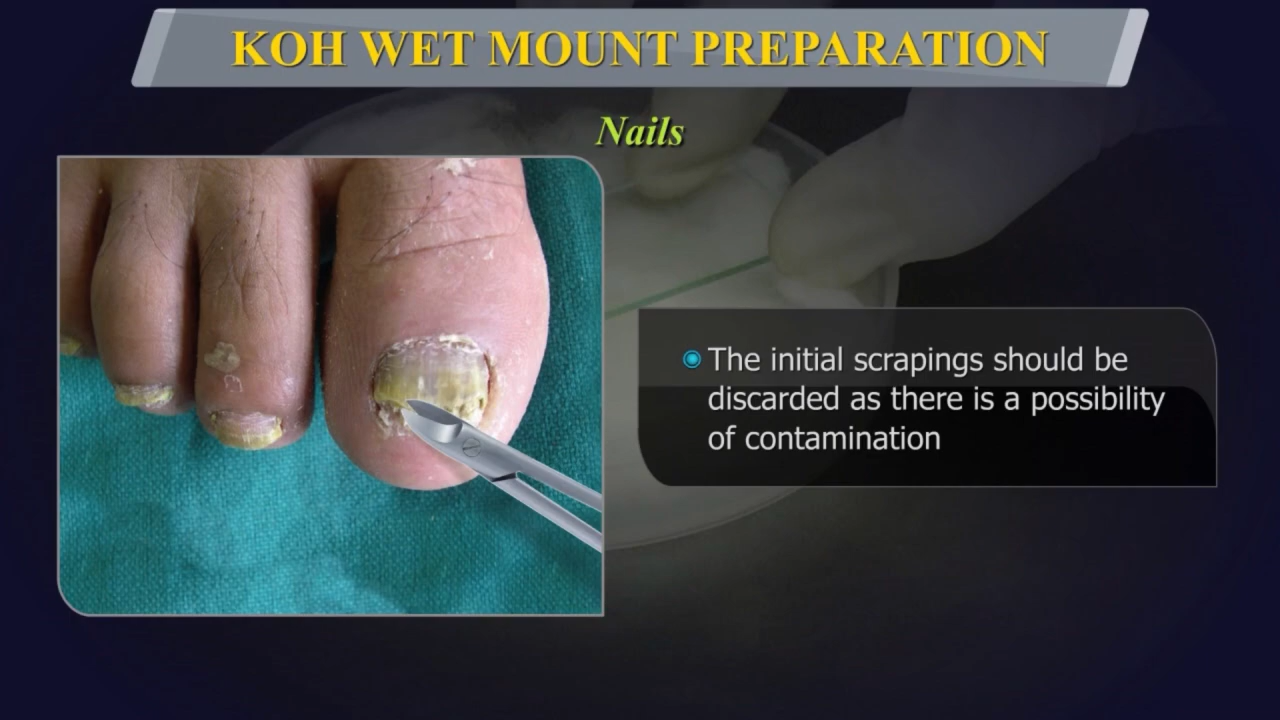 KOH WET MOUNT PREPARATION
Nails
The initial scrapings should be
discarded as there is a possibility
of contamination